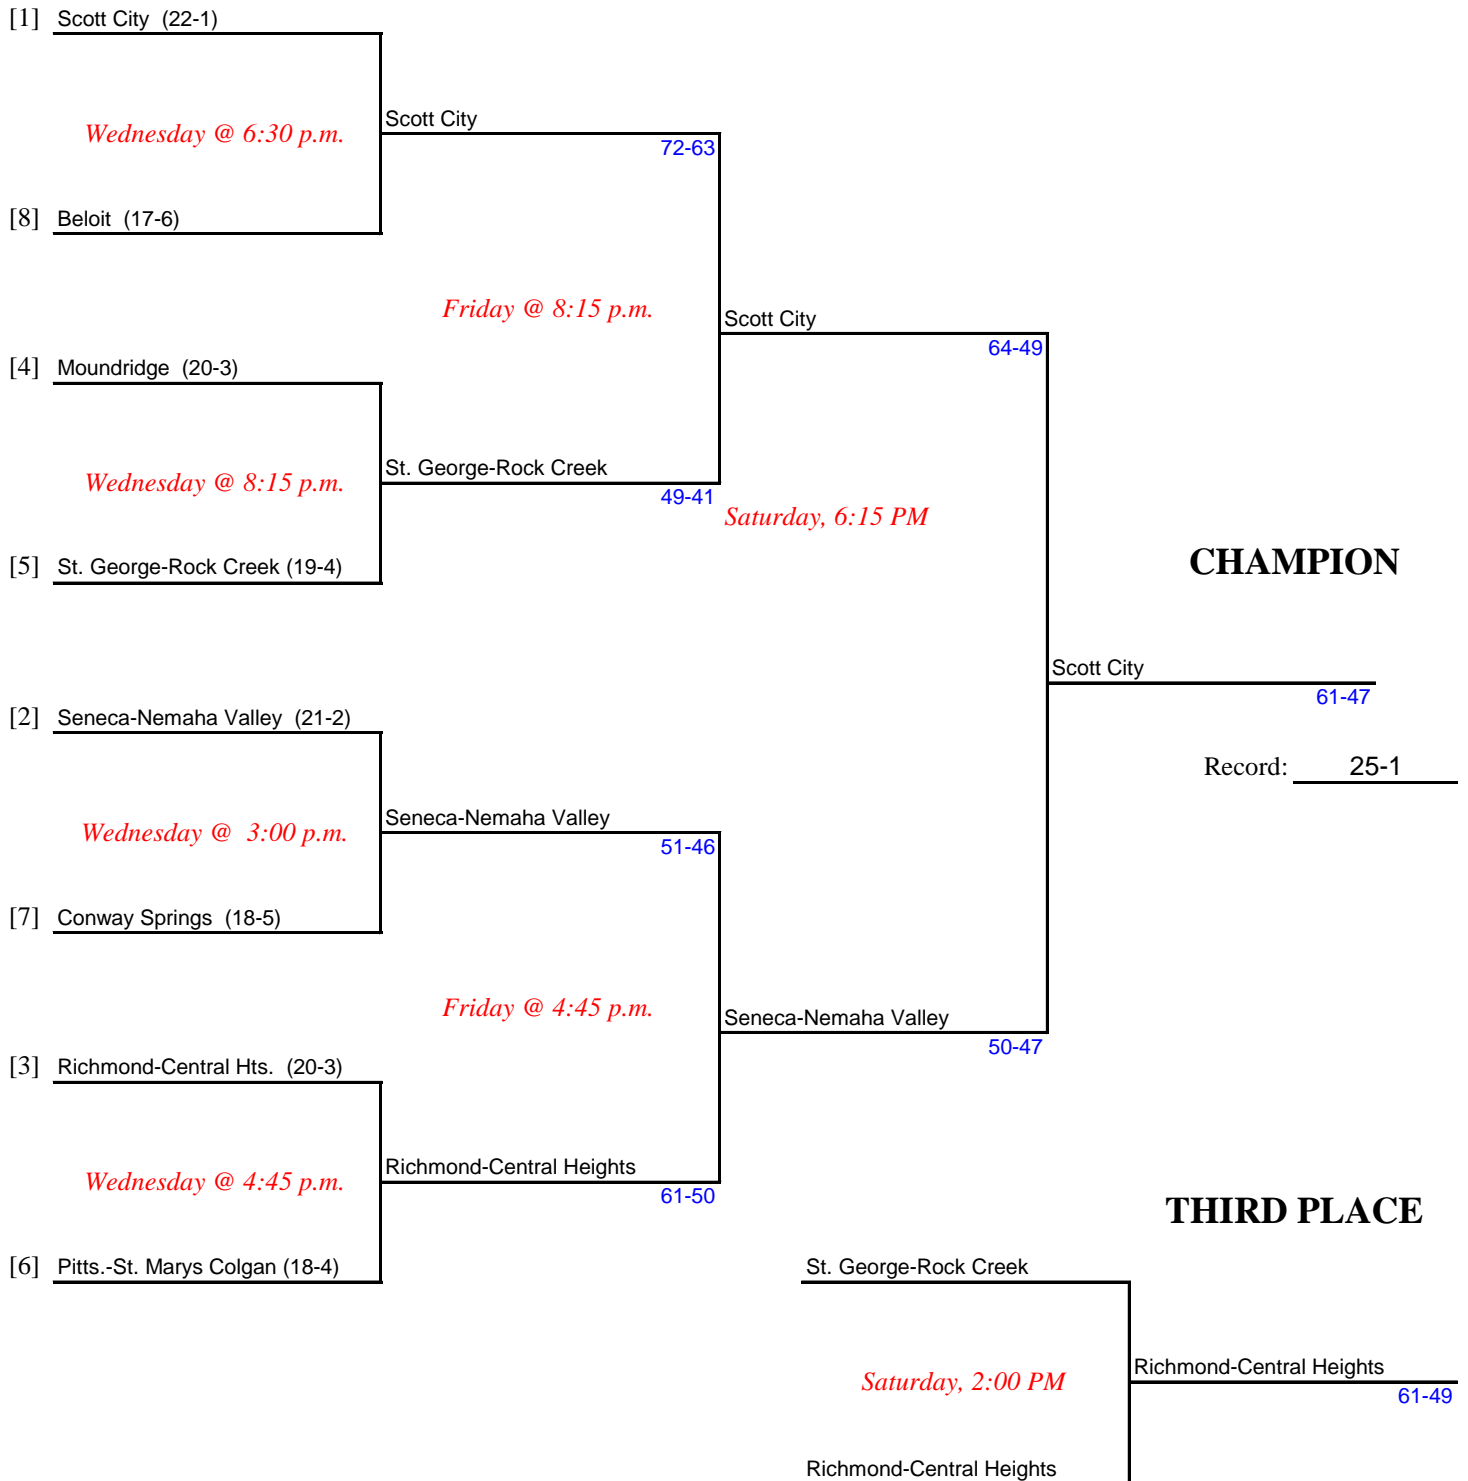 [1] Scott City (22-1)
Scott City
Wednesday @ 6:30 p.m.
72-63
[8] Beloit (17-6)
Friday @ 8:15 p.m.
Scott City
64-49
[4] Moundridge (20-3)
St. George-Rock Creek
Wednesday @ 8:15 p.m.
49-41
Saturday, 6:15 PM
[5] St. George-Rock Creek (19-4)
CHAMPION
Scott City
61-47
[2] Seneca-Nemaha Valley (21-2)
Record: 25-1
Seneca-Nemaha Valley
Wednesday @ 3:00 p.m.
51-46
[7] Conway Springs (18-5)
Friday @ 4:45 p.m.
Seneca-Nemaha Valley
50-47
[3] Richmond-Central Hts. (20-3)
Richmond-Central Heights
Wednesday @ 4:45 p.m.
61-50
THIRD PLACE
[6] Pitts.-St. Marys Colgan (18-4)
St. George-Rock Creek
Richmond-Central Heights
Saturday, 2:00 PM
61-49
Richmond-Central Heights